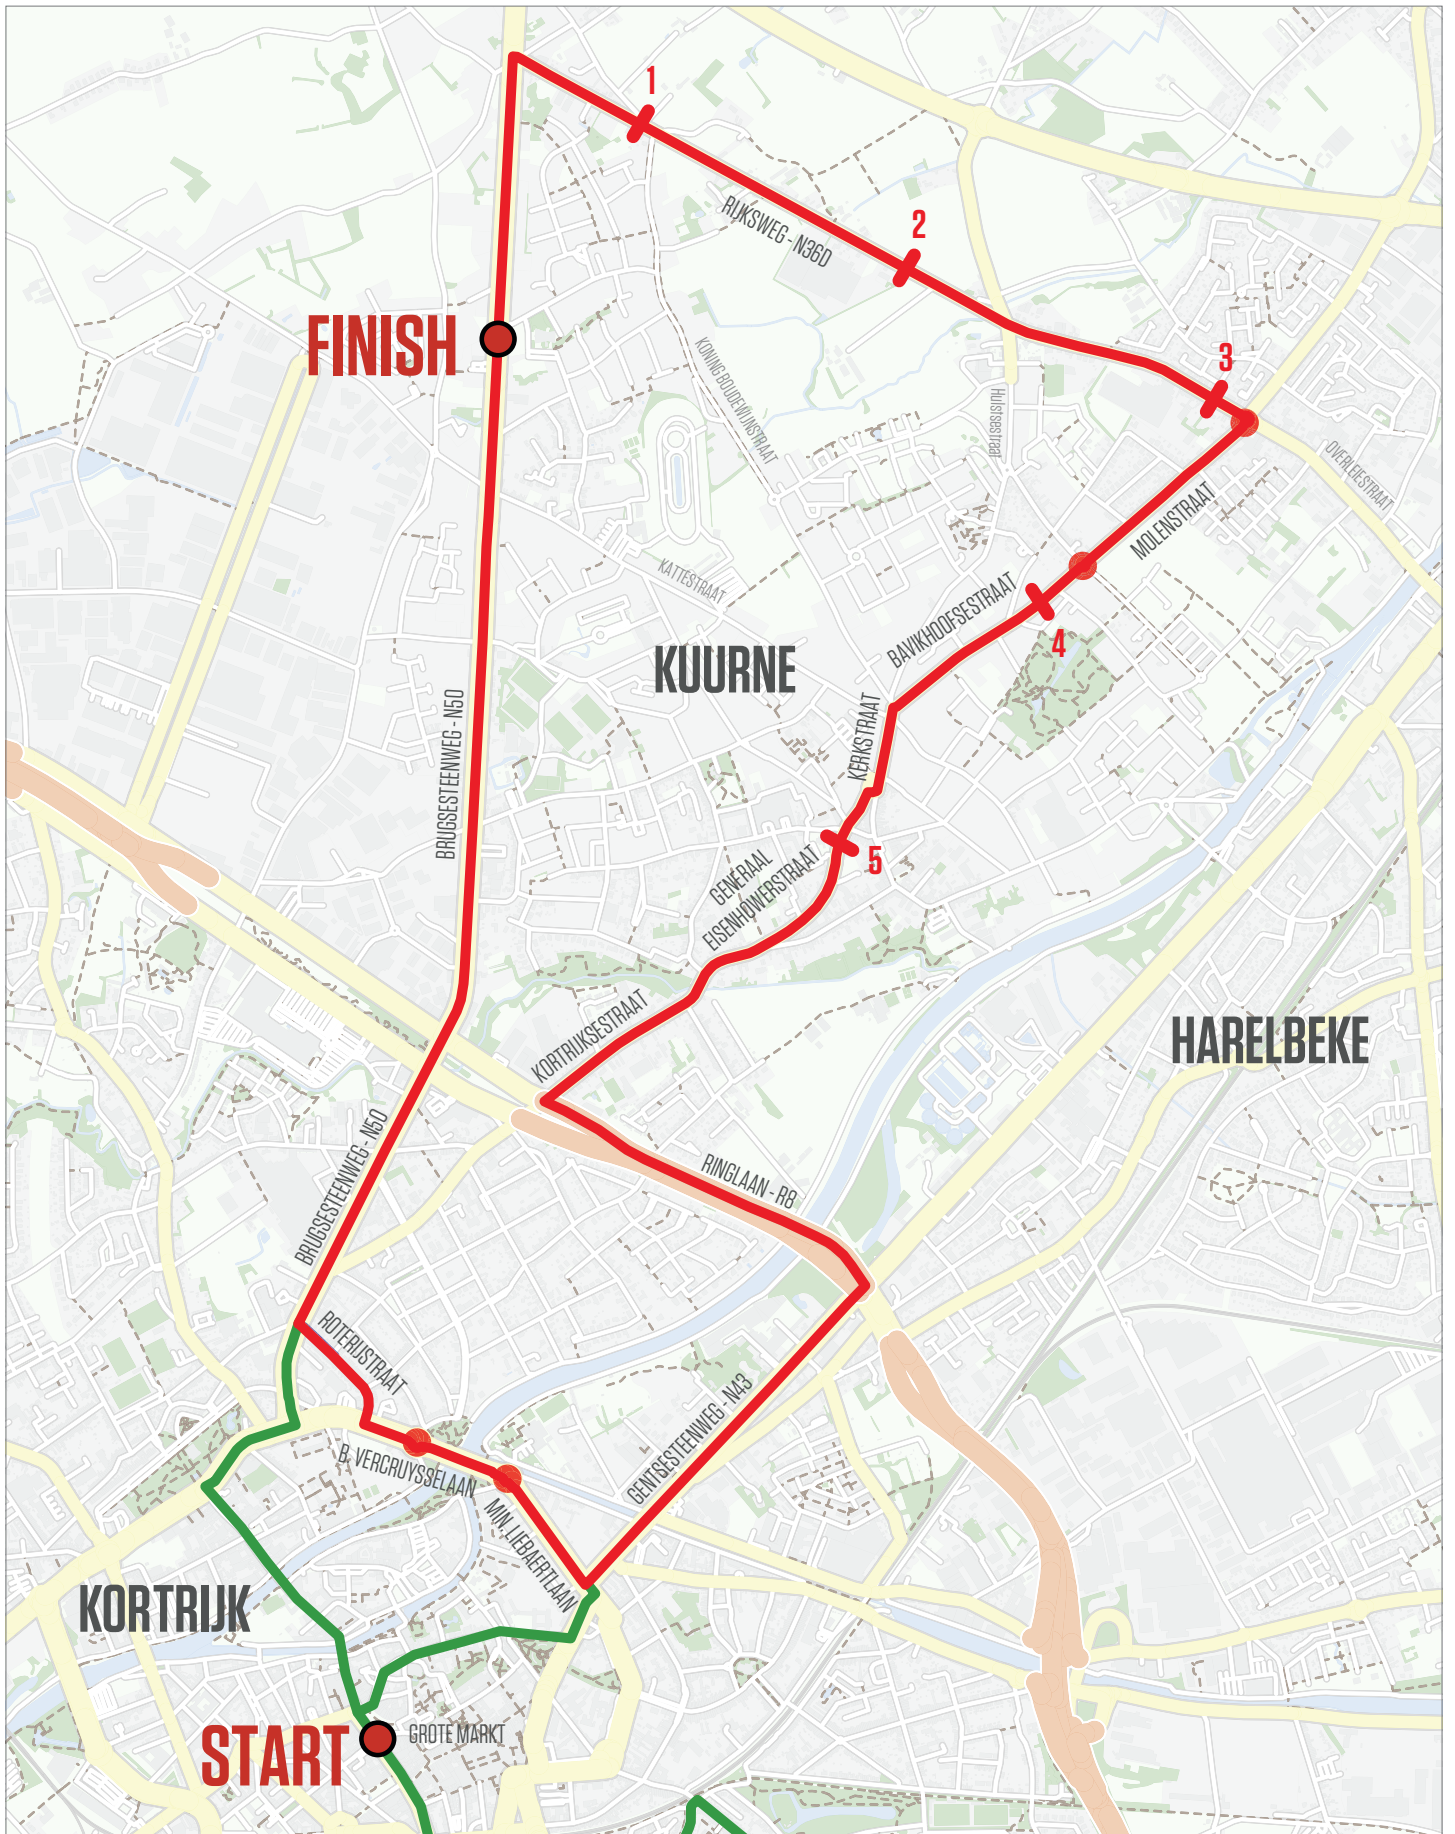 1
2
RIJKSWEG - N36D
FINISH
3
KONING BOUDEWIJNSTRAAT
Hulstsestraat
OVERLEIESTRAAT
MOLENSTRAAT
KATTESTRAAT
BAVIKHOOFSESTRAAT
4
KUURNE
BRUGSESTEENWEG - N50
KERKSTRAAT
5
GENERAAL
EISENHOWERSTRAAT
KORTRIJKSESTRAAT
HARELBEKE
BRUGSESTEENWEG - N50
RINGLAAN - R8
ROTERIJSTRAAT
GENTSESTEENWEG - N43
B. VERCRUYSSELAAN
MIN. LIEBAERTLAAN
KORTRIJK
START
GROTE MARKT